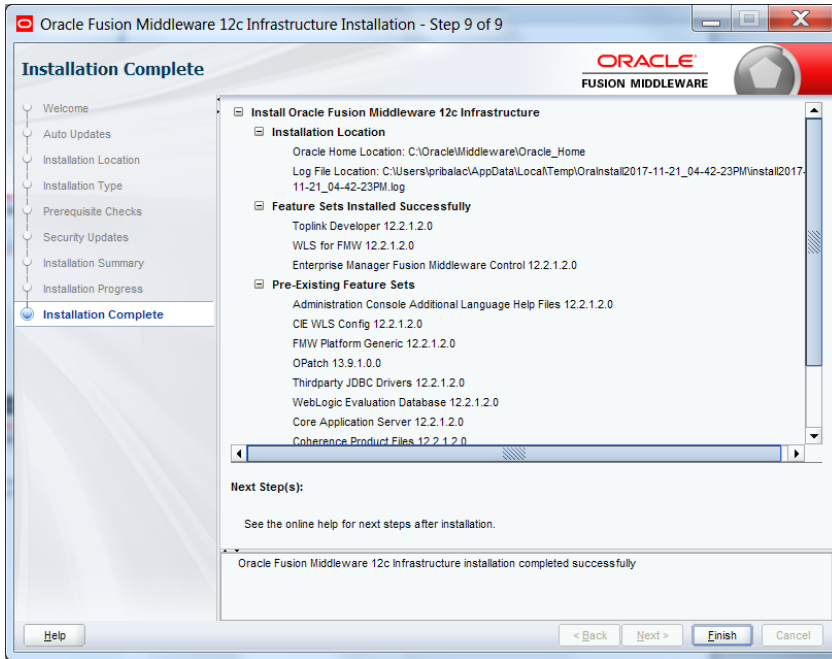 Oracle Fusion Middleware 12c Infrastructure Installation - Step 9 of 9
Installation Complete
ORACLE
FUSION MIDDLEWARE
Welcome
Auto Updates
Installation Location
Installation Type
Prerequisite Checks
Security Updates
Installation Summary
Installation Progress
Installation Complete
Install Oracle Fusion Middleware 12c Infrastructure
Installation Location
Oracle Home Location: C:\Oracle\Middleware\Oracle_Home
Log File Location: C:\Users\pribalac\AppData\Local\Temp\OraInstall2017-11-21_04-42-23PM\install2017-
11-21_04-42-23PM.log
Feature Sets Installed Successfully
Toplink Developer 12.2.1.2.0
WLS for FMW 12.2.1.2.0
Enterprise Manager Fusion Middleware Control 12.2.1.2.0
Pre-Existing Feature Sets
Administration Console Additional Language Help Files 12.2.1.2.0
CIE WLS Config 12.2.1.2.0
FMW Platform Generic 12.2.1.2.0
OPatch 13.9.1.0.0
Thirdparty JDBC Drivers 12.2.1.2.0
WebLogic Evaluation Database 12.2.1.2.0
Core Application Server 12.2.1.2.0
Coherence Product Files 12.2.1.2.0
Next Step(s):
See the online help for next steps after installation.
Oracle Fusion Middleware 12c Infrastructure installation completed successfully
Help
< Back
Next >
Finish
Cancel